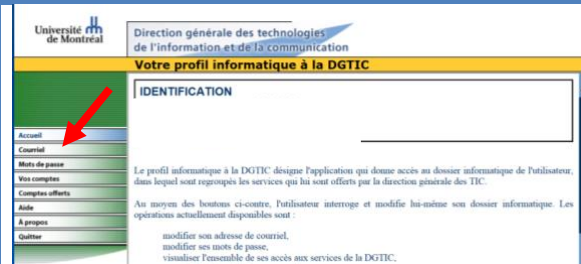 Université
de Montréal
Direction générale des technologies
de l'information et de la communication
Votre profil informatique à la DGTIC
IDENTIFICATION
Accueil
Courriel
Mots de passe
Vos comptes
Comptes offerts
Aide
À propos
Quitter
Le profil informatique à la DGTIC désigne l'application qui donne accès au dossier informatique de l'utilisateur,
dans lequel sont regroupés les services qui lui sont offerts par la direction générale des TIC.
Au moyen des boutons ci-contre, l'utilisateur interroge et modifie lui-même son dossier informatique. Les
opérations actuellement disponibles sont :
modifier son adresse de courriel,
modifier ses mots de passe,
visualiser l'ensemble de ses accès aux services de la DGTIC,